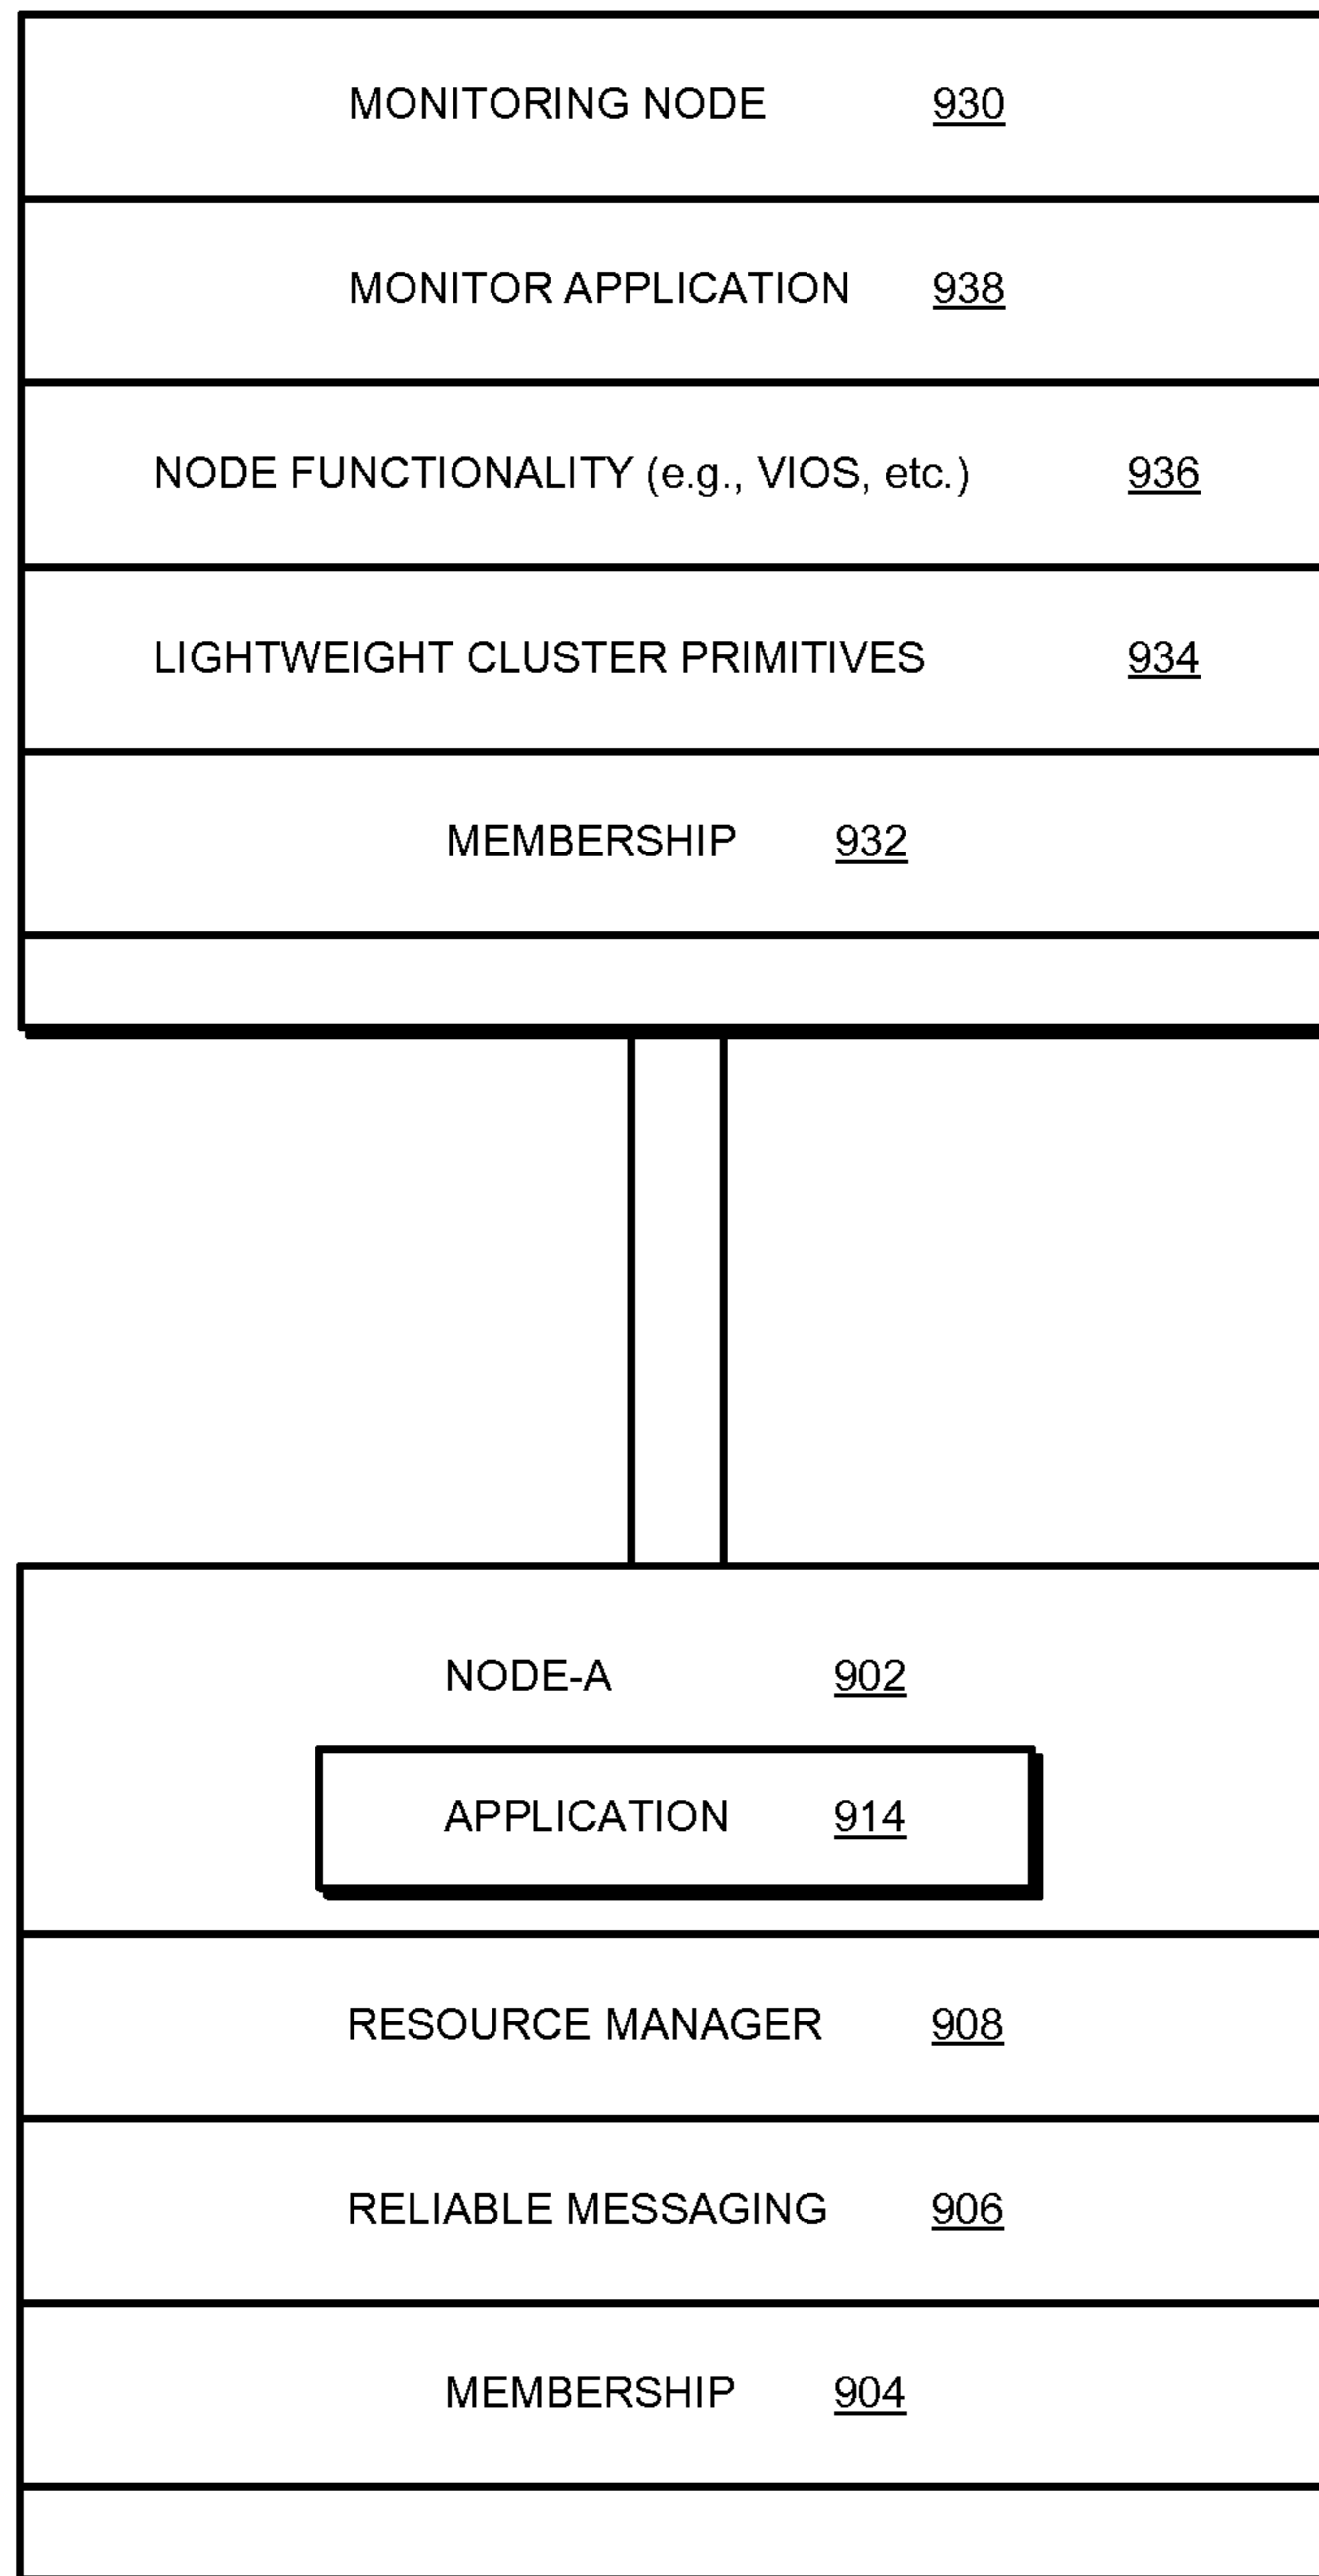 MONITORING NODE 930
MONITOR APPLICATION 938
NODE FUNCTIONALITY (e.g., VIOS, etc.) 936
LIGHTWEIGHT CLUSTER PRIMITIVES 934
MEMBERSHIP 932
NODE-A 902
APPLICATION 914
RESOURCE MANAGER 908
RELIABLE MESSAGING 906
MEMBERSHIP 904